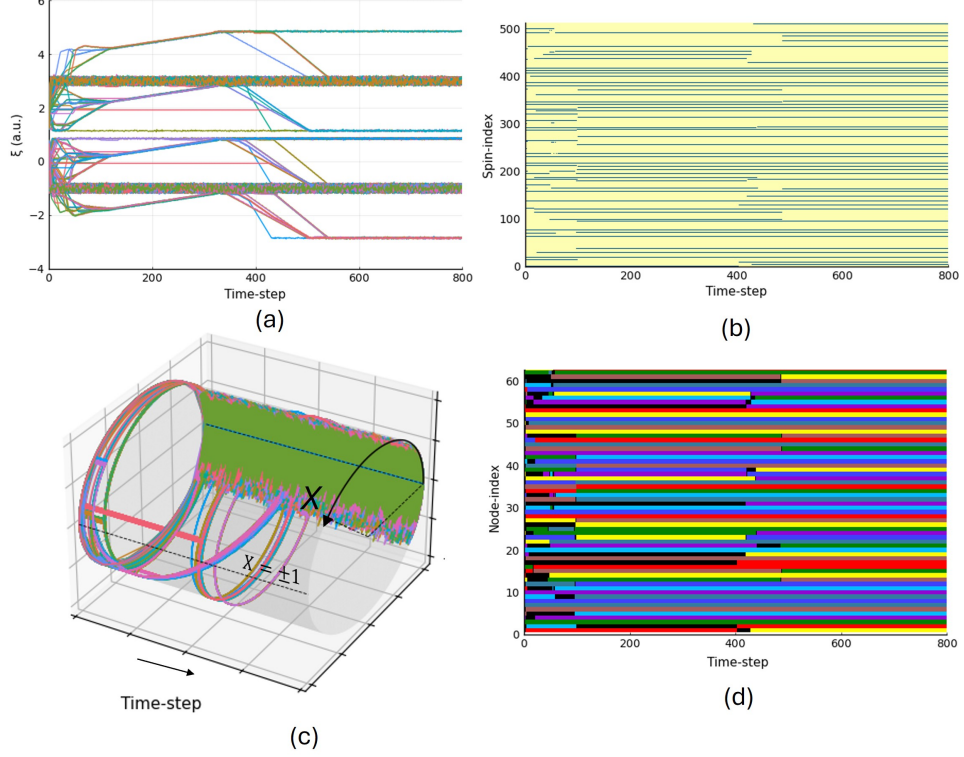 6
4
2
0
−2
−4
ξ (a.u.)
0
200
400
600
800
Time-step
(a)
500
400
300
200
100
0
Spin-index
0
200
400
600
800
Time-step
(b)
X
X = ±1
Time-step
(c)
60
50
40
30
20
10
0
Node-index
0
200
400
600
800
Time-step
(d)